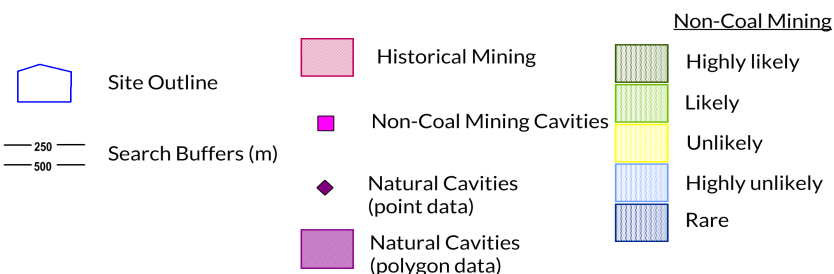 Site Outline
250
500
Search Buffers (m)
Historical Mining
Non-Coal Mining Cavities
Natural Cavities
(point data)
Natural Cavities
(polygon data)
Non-Coal Mining
Highly likely
Likely
Unlikely
Highly unlikely
Rare